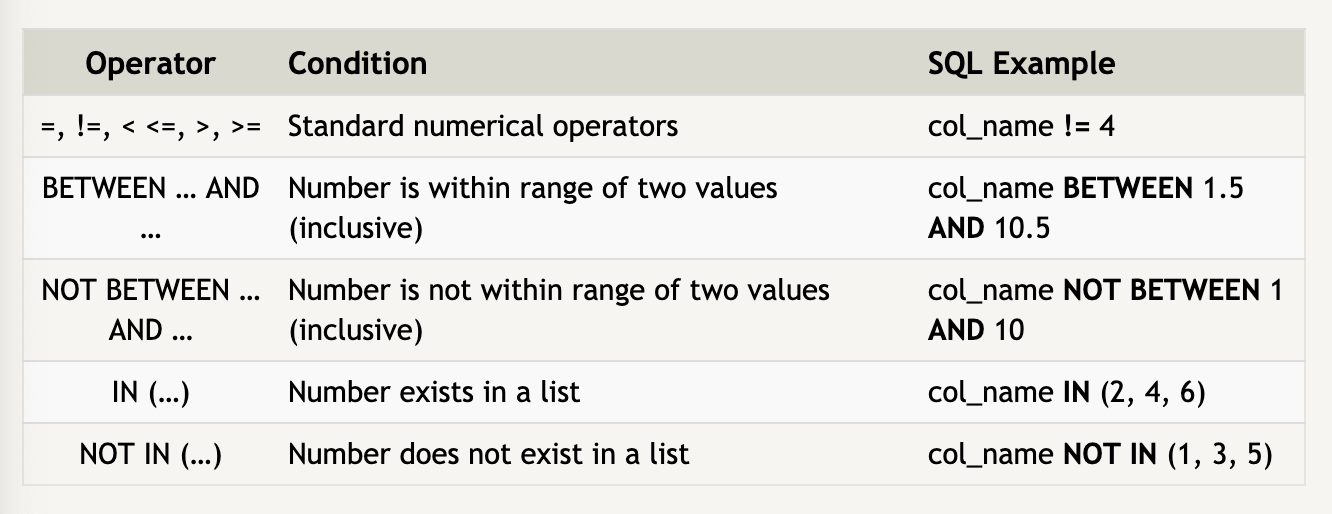 Operator Condition SQL Example
=, !=, < <=, >, >= Standard numerical operators col_name != 4
BETWEEN … AND Number is within range of two values col_name BETWEEN 1.5
… (inclusive) AND 10.5
NOT BETWEEN … Number is not within range of two values col_name NOT BETWEEN 1
AND … (inclusive) AND 10
IN (…) Number exists in a list col_name IN (2, 4, 6)
NOT IN (…) Number does not exist in a list col_name NOT IN (1, 3, 5)